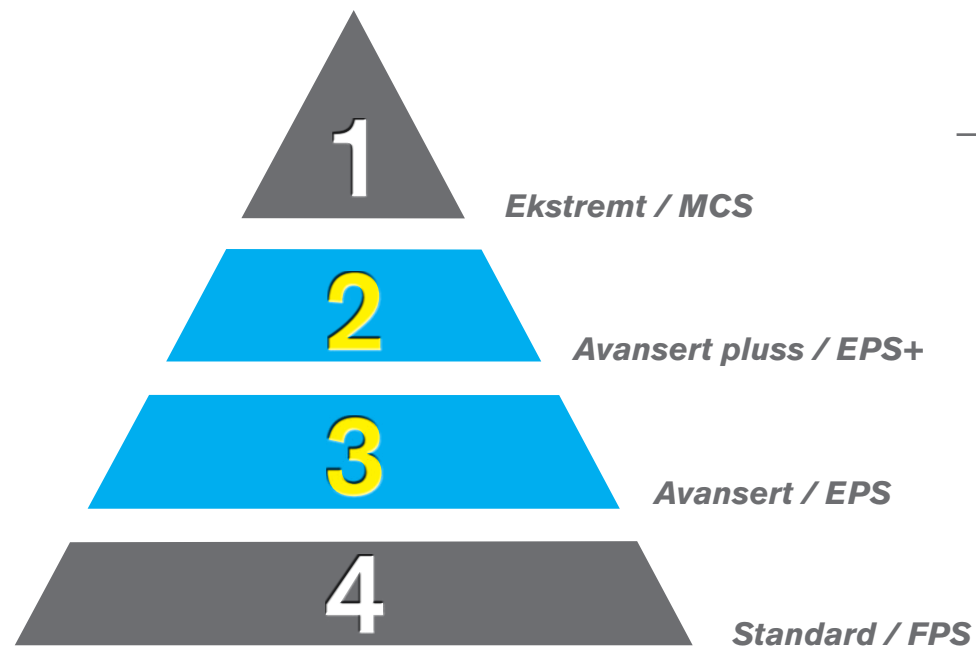 1
Ekstremt / MCS
2
Avansert pluss / EPS+
3
Avansert / EPS
4
Standard / FPS